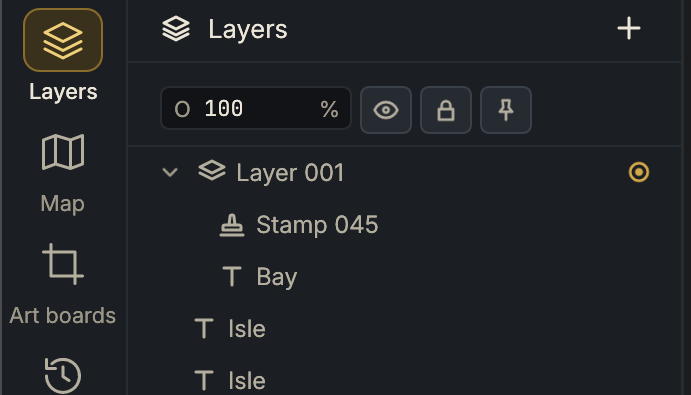 Layers
Layers
O 100 %
Map
Layer 001
Stamp 045
Bay
Art boards
Isle
Isle